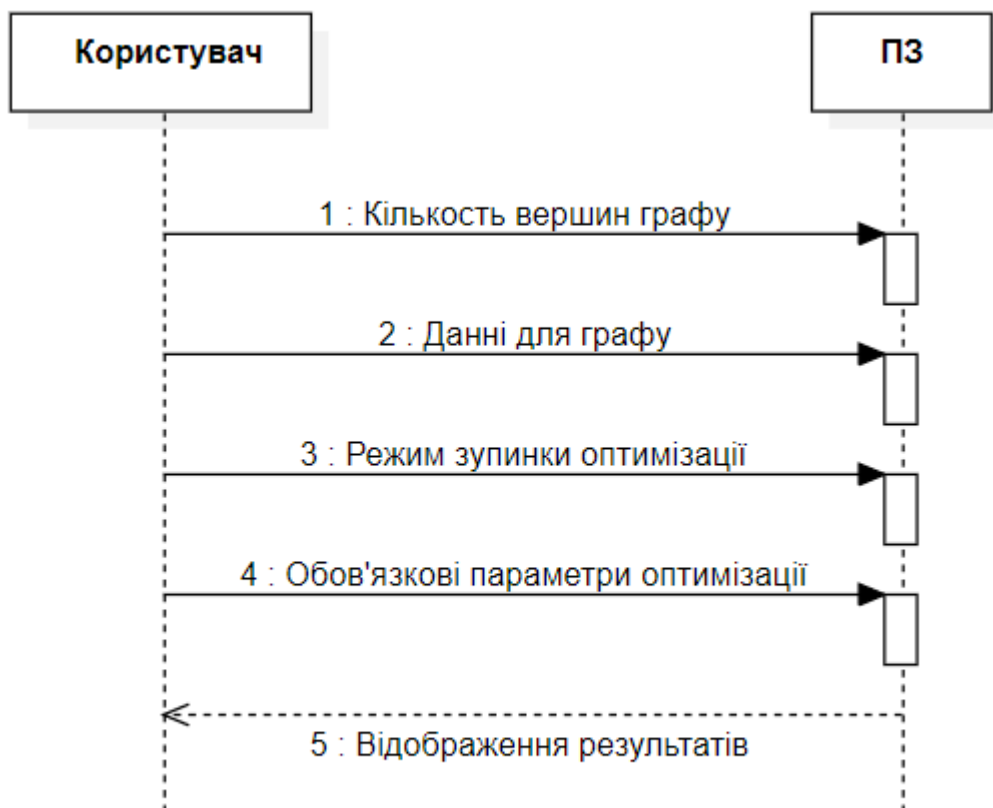 Користувач
ПЗ
1 : Кількость вершин графу
2 : Данні для графу
3 : Режим зупинки оптимізації
4 : Обов'язкові параметри оптимізації
5 : Відображення результатів